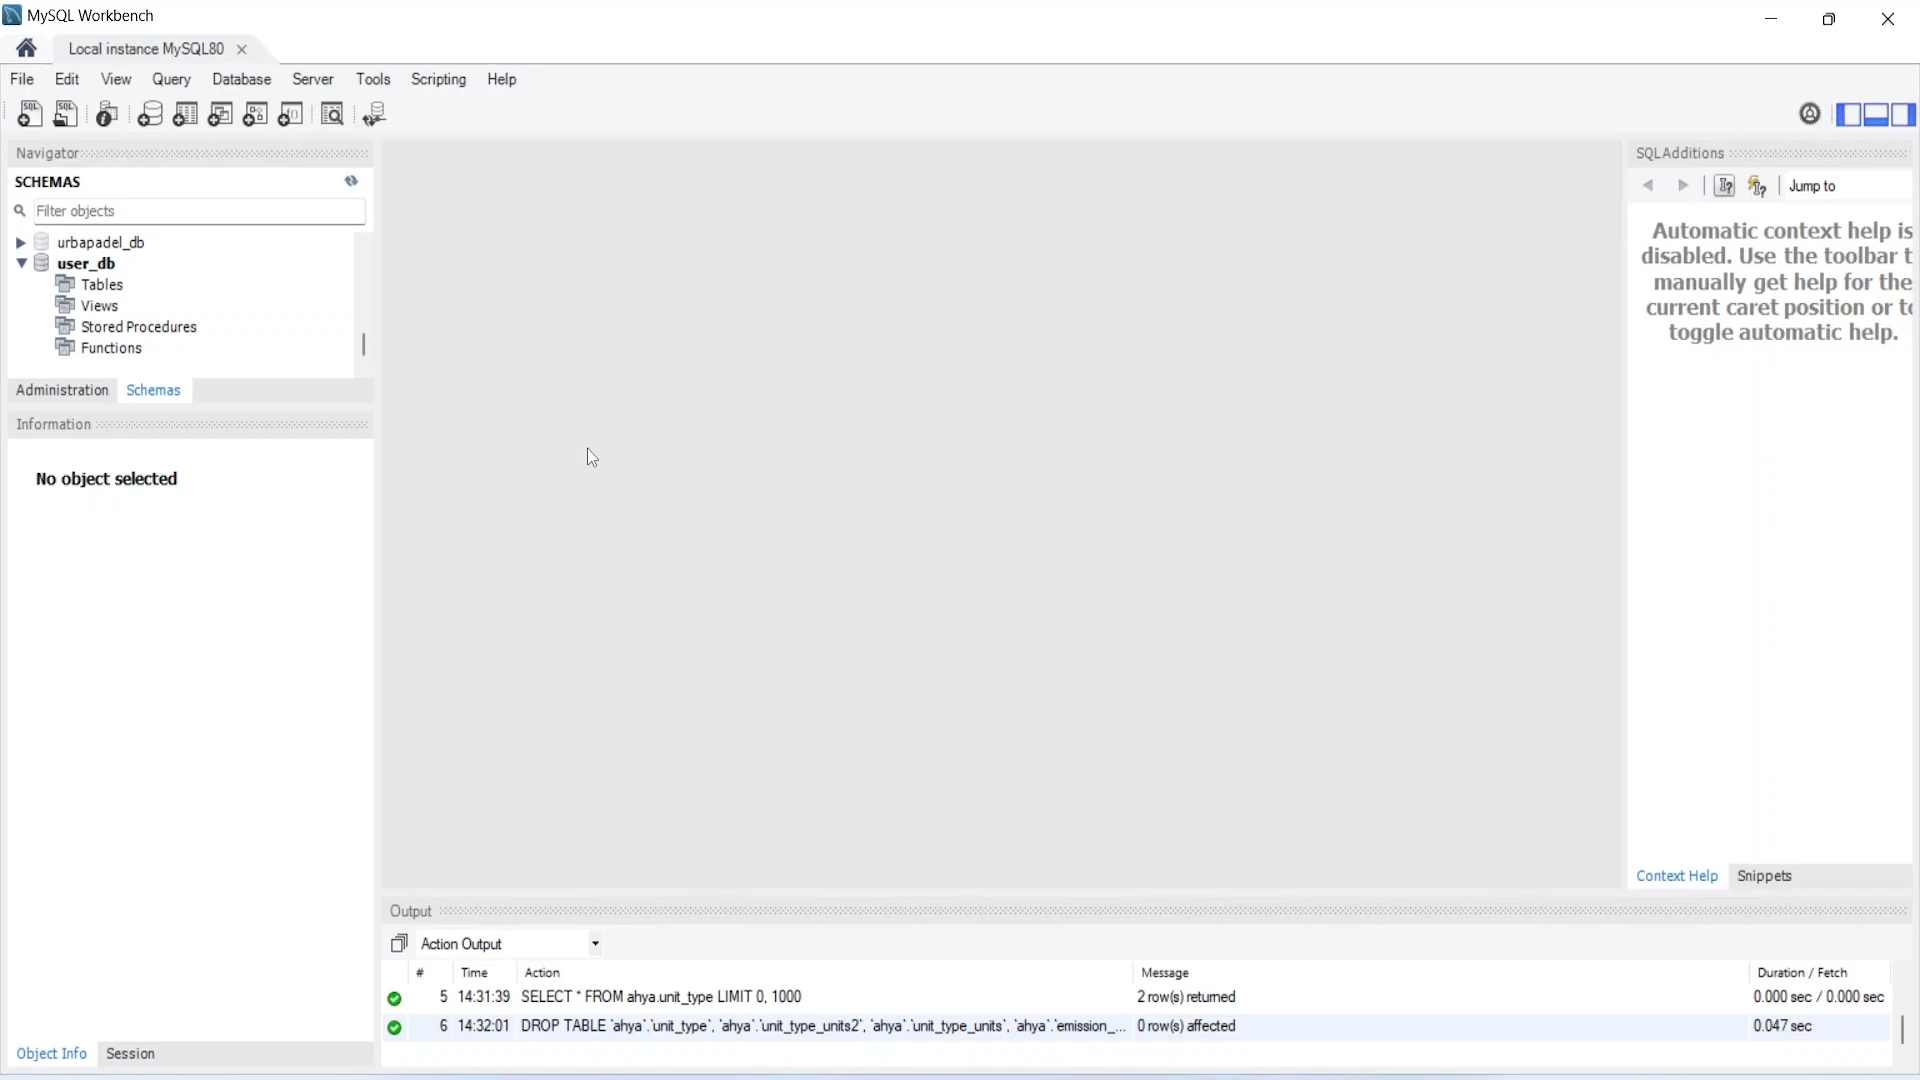 MySQL Workbench
Local instance MySQL80
File Edit View Query Database Server Tools Scripting Help
Navigator
SCHEMAS
Filter objects
urbapadel_db
user_db
Tables
Views
Stored Procedures
Functions
Administration Schemas
Information
No object selected
Object Info Session
SQLAdditions
Jump to
Automatic context help is
disabled. Use the toolbar t
manually get help for the
current caret position or to
toggle automatic help.
Context Help Snippets
Output
Action Output
# Time Action Message Duration / Fetch
5 14:31:39 SELECT * FROM ahya.unit_type LIMIT 0, 1000 2 row(s) returned 0.000 sec / 0.000 sec
6 14:32:01 DROP TABLE `ahya`.`unit_type`, `ahya`.`unit_type_units2`, `ahya`.`unit_type_units`, `ahya`.`emission_... 0 row(s) affected 0.047 sec